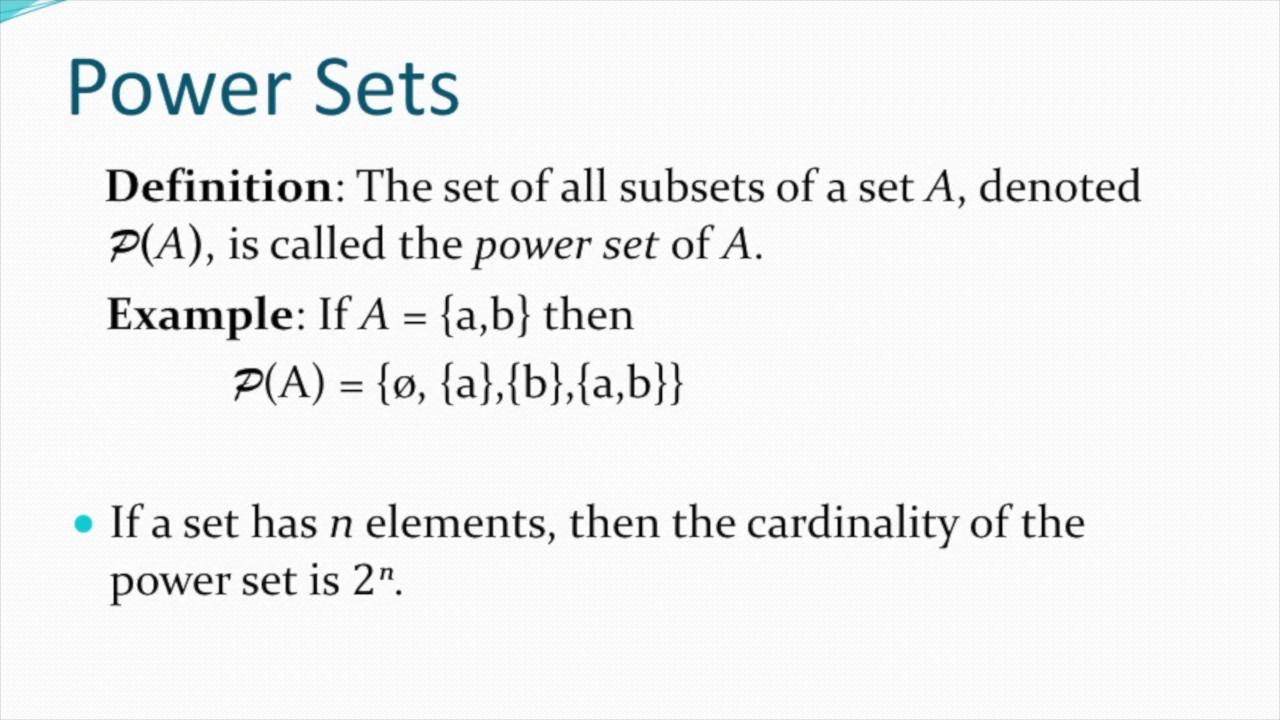 Power Sets
Definition: The set of all subsets of a set A, denoted
𝓟(A), is called the power set of A.
Example: If A = {a,b} then
𝓟(A) = {ø, {a},{b},{a,b}}
• If a set has n elements, then the cardinality of the
power set is 2ⁿ.